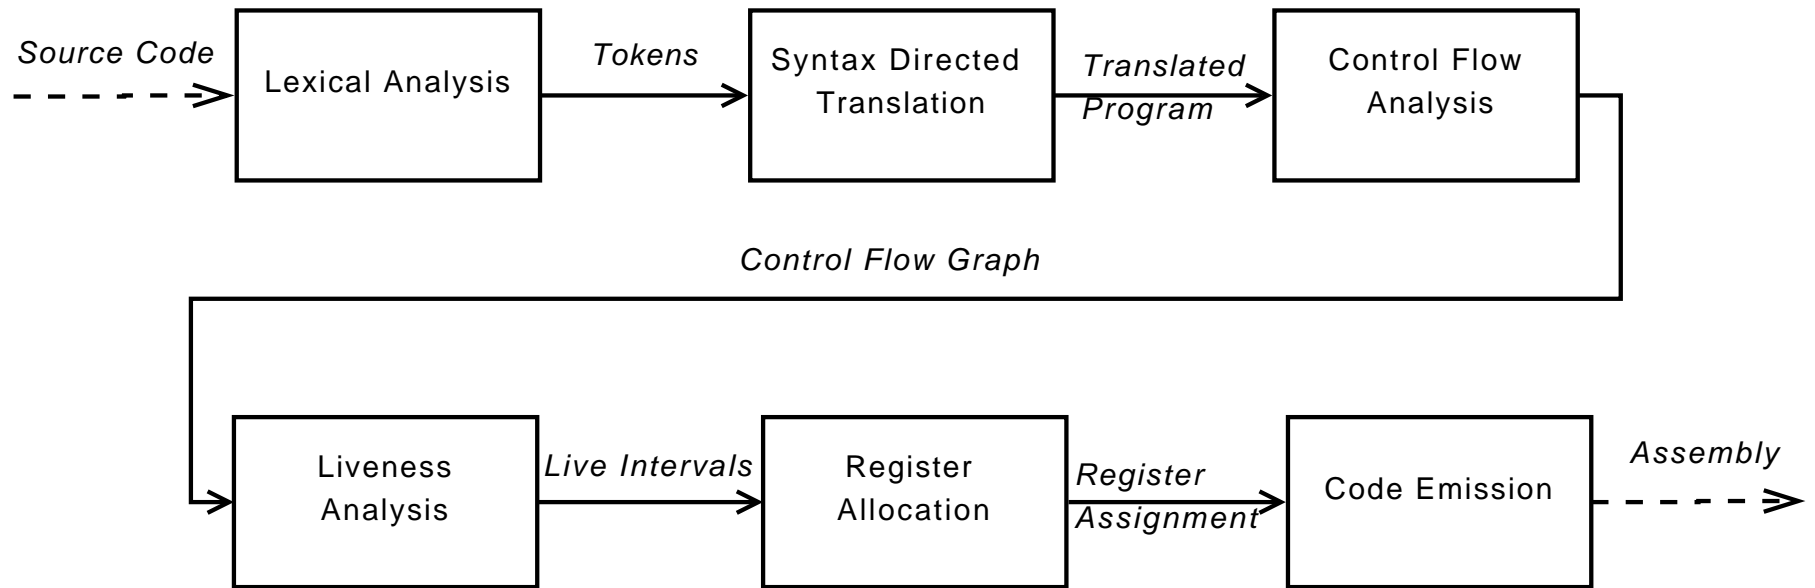 Source Code
Lexical Analysis
Tokens
Syntax Directed
Translation
Translated
Program
Control Flow
Analysis
Control Flow Graph
Liveness
Analysis
Live Intervals
Register
Allocation
Register
Assignment
Code Emission
Assembly